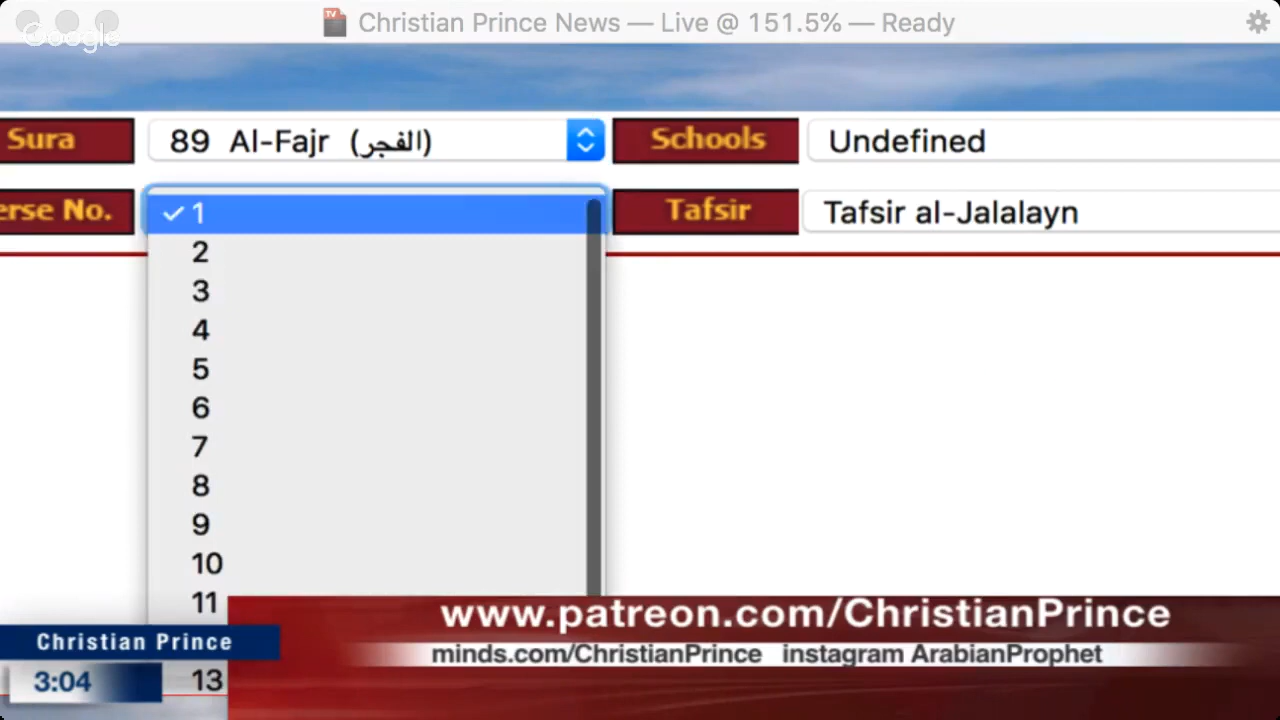 Christian Prince News — Live @ 151.5% — Ready
Google
Sura
89 Al-Fajr (الفجر)
Schools
Undefined
erse No.
✓ 1
Tafsir
Tafsir al-Jalalayn
2
3
4
5
6
7
8
9
10
11
www.patreon.com/ChristianPrince
Christian Prince
minds.com/ChristianPrince instagram ArabianProphet
3:04
13